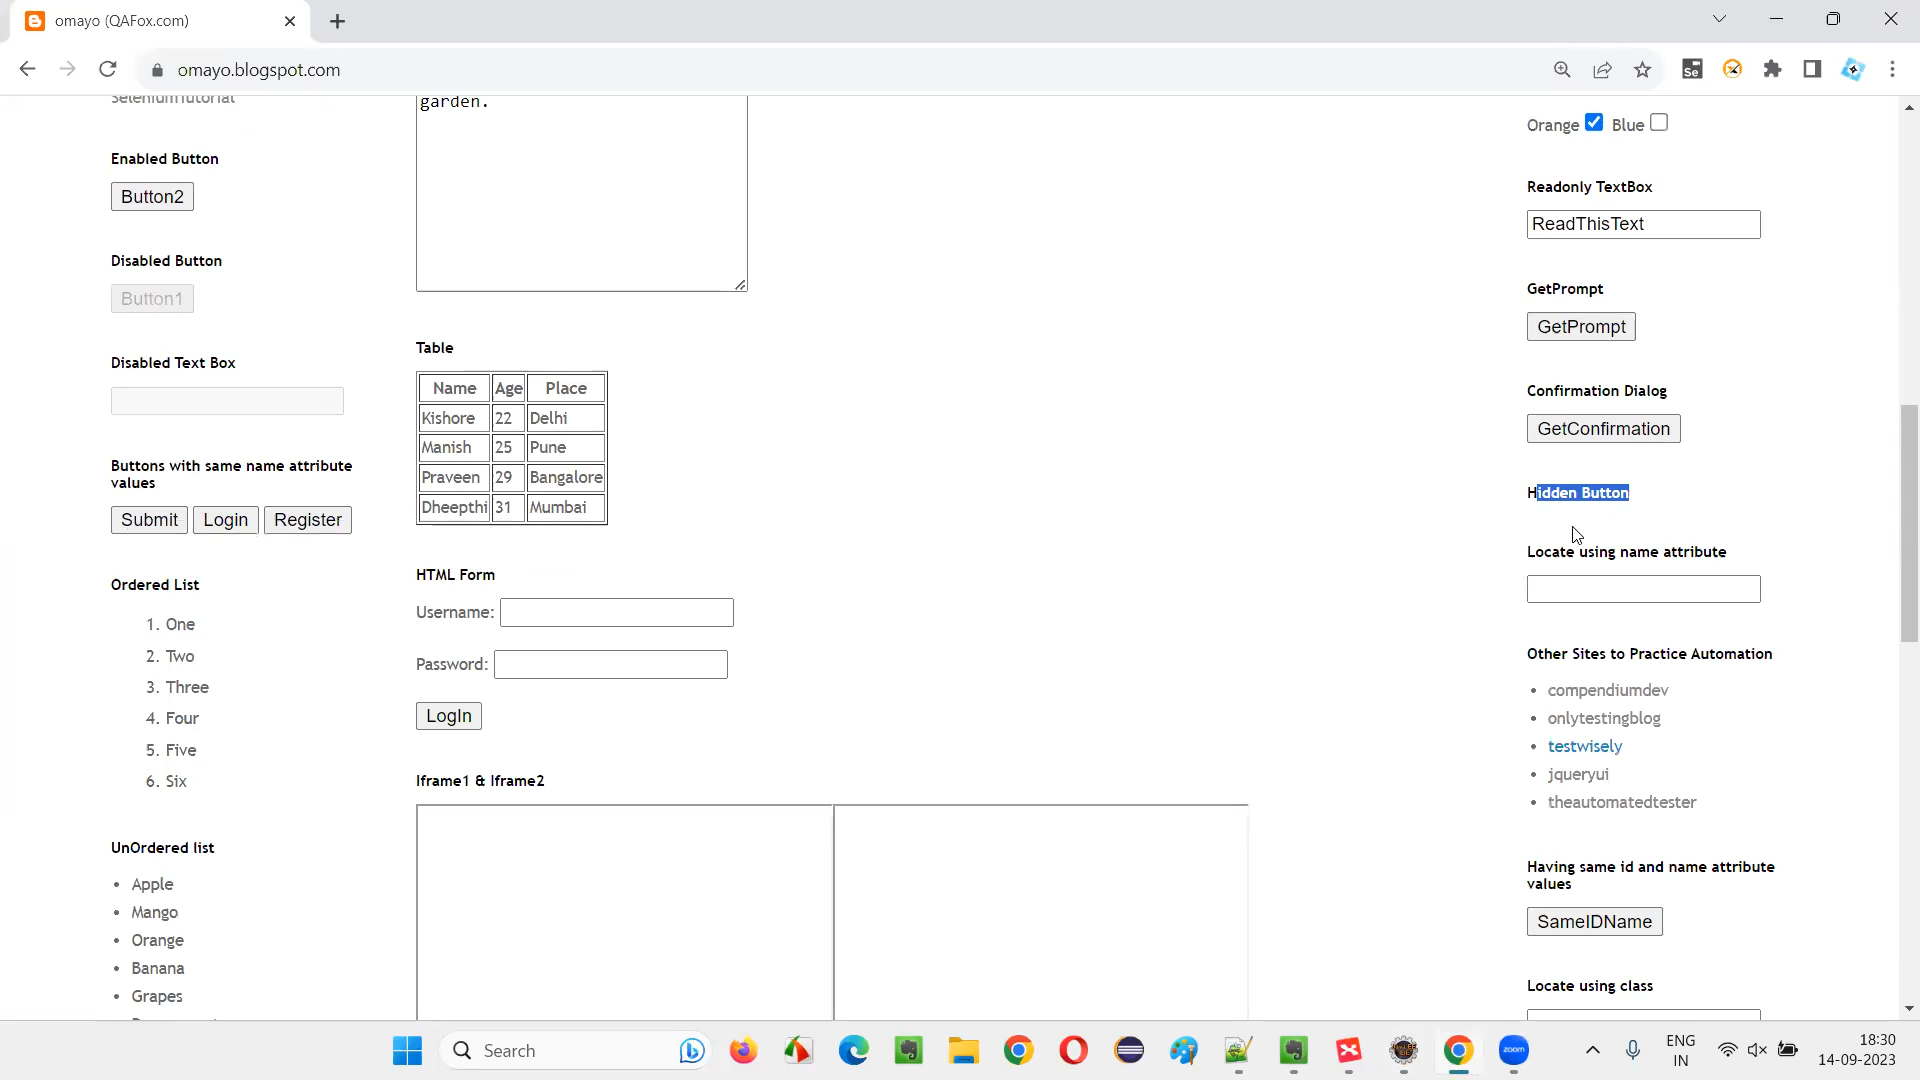 omayo (QAFox.com)
omayo.blogspot.com
SeleniumTutorial
Enabled Button
Button2
Disabled Button
Button1
Disabled Text Box
Buttons with same name attribute
values
Submit Login Register
Ordered List
1. One
2. Two
3. Three
4. Four
5. Five
6. Six
UnOrdered list
• Apple
• Mango
• Orange
• Banana
• Grapes
garden.
Table
Name Age Place
Kishore 22 Delhi
Manish 25 Pune
Praveen 29 Bangalore
Dheepthi 31 Mumbai
HTML Form
Username:
Password:
LogIn
Iframe1 & Iframe2
Orange Blue
Readonly TextBox
ReadThisText
GetPrompt
GetPrompt
Confirmation Dialog
GetConfirmation
Hidden Button
Locate using name attribute
Other Sites to Practice Automation
• compendiumdev
• onlytestingblog
• testwisely
• jqueryui
• theautomatedtester
Having same id and name attribute
values
SameIDName
Locate using class
Search
zoom
ENG
IN
18:30
14-09-2023